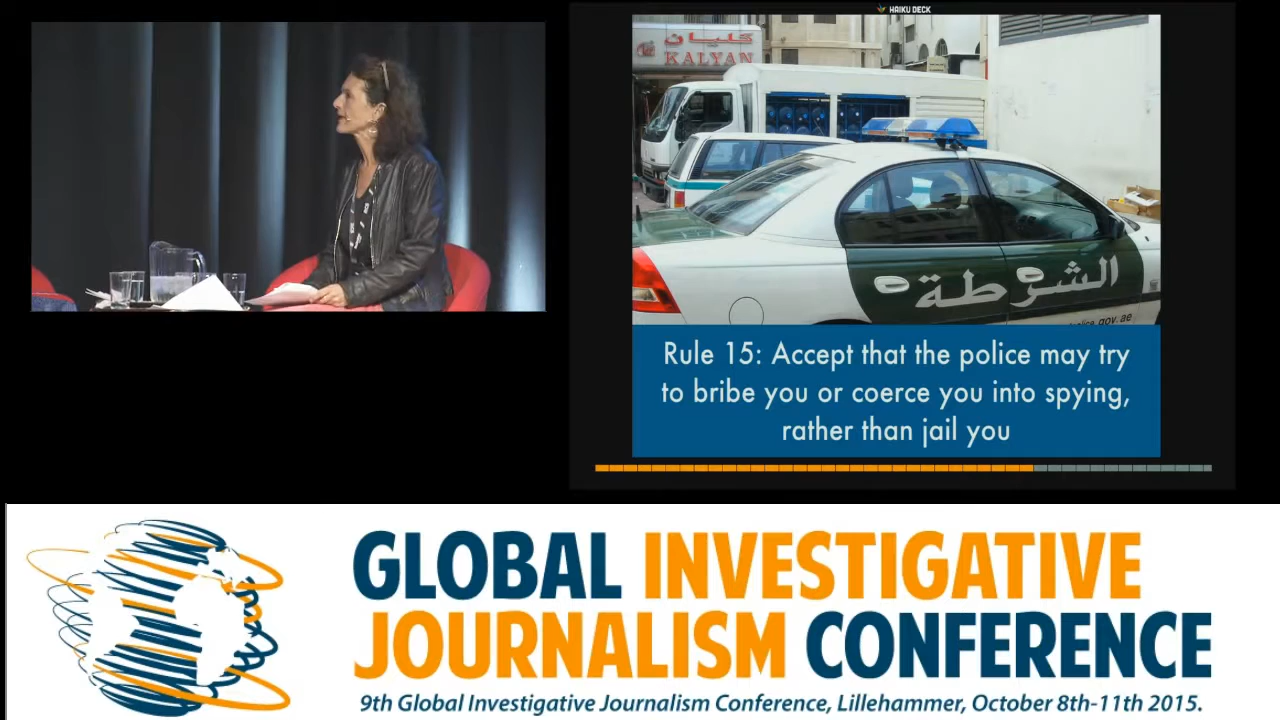 HAIKU DECK
كليان
KALYAN
الشرطة
police.gov.ae
Rule 15: Accept that the police may try
to bribe you or coerce you into spying,
rather than jail you
GLOBAL INVESTIGATIVE
JOURNALISM CONFERENCE
9th Global Investigative Journalism Conference, Lillehammer, October 8th-11th 2015.